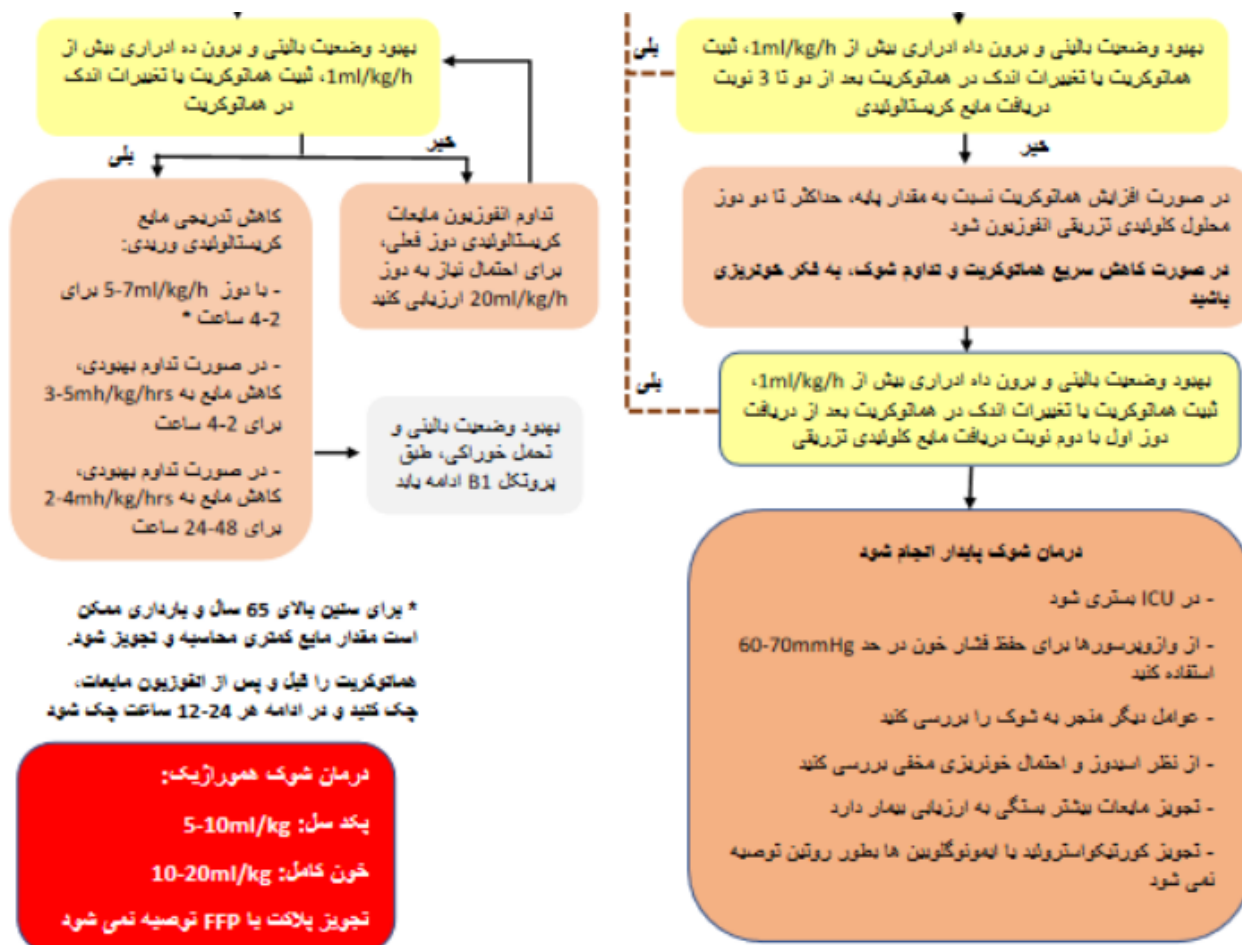 بهبود وضعیت بالینی و برون ده ادراری بیش از
1ml/kg/h، ثبیت هماتوکریت یا تغییرات اندک
در هماتوکریت
خیر
بلی
تداوم انفوزیون مایعات
کریستالوئیدی دوز فعلی،
برای احتمال نیاز به دوز
20ml/kg/h ارزیابی کنید
کاهش تدریجی مایع
کریستالوئیدی وریدی:
- با دوز 5-7ml/kg/h برای
2-4 ساعت *
- در صورت تداوم بهبودی،
کاهش مایع به 3-5mh/kg/hrs
برای 2-4 ساعت
- در صورت تداوم بهبودی،
کاهش مایع به 2-4mh/kg/hrs
برای 24-48 ساعت
بهبود وضعیت بالینی و
تحمل خوراکی، طبق
پروتکل B1 ادامه یابد
* برای سنین بالای 65 سال و بارداری ممکن
است مقدار مایع کمتری محاسبه و تجویز شود.
هماتوکریت را قبل و پس از انفوزیون مایعات،
چک کنید و در ادامه هر 12-24 ساعت چک شود
درمان شوک هموراژیک:
پکد سل: 5-10ml/kg
خون کامل: 10-20ml/kg
تجویز پلاکت یا FFP توصیه نمی شود
بلی
بهبود وضعیت بالینی و برون داه ادراری بیش از 1ml/kg/h، ثبیت
هماتوکریت یا تغییرات اندک در هماتوکریت بعد از دو تا 3 نوبت
دریافت مایع کریستالوئیدی
خیر
در صورت افزایش هماتوکریت نسبت به مقدار پایه، حداکثر تا دو دوز
محلول کلوئیدی تزریقی انفوزیون شود
در صورت کاهش سریع هماتوکریت و تداوم شوک، به فکر خونریزی
باشید
بلی
بهبود وضعیت بالینی و برون داه ادراری بیش از 1ml/kg/h،
ثبیت هماتوکریت یا تغییرات اندک در هماتوکریت بعد از دریافت
دوز اول یا دوم نوبت دریافت مایع کلوئیدی تزریقی
درمان شوک پایدار انجام شود
- در ICU بستری شود
- از وازوپرسورها برای حفظ فشار خون در حد 60-70mmHg
استفاده کنید
- عوامل دیگر منجر به شوک را بررسی کنید
- از نظر اسیدوز و احتمال خونریزی مخفی بررسی کنید
- تجویز مایعات بیشتر بستگی به ارزیابی بیمار دارد
- تجویز کورتیکواستروئید یا ایمونوگلوبین ها بطور روتین توصیه
نمی شود